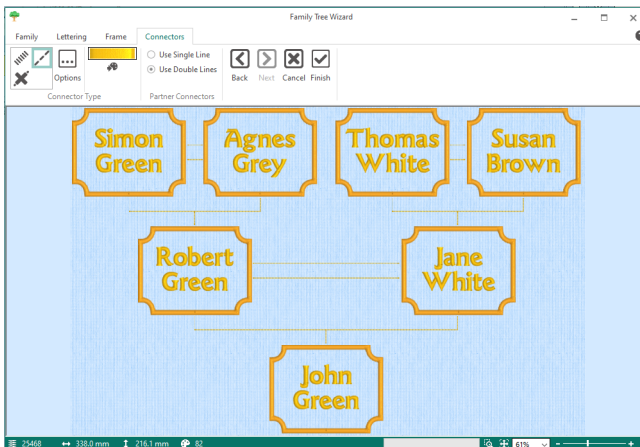 Family Tree Wizard
Family Lettering Frame Connectors
Use Single Line
Use Double Lines
Options
Back Next Cancel Finish
Connector Type Partner Connectors
Simon Green
Agnes Grey
Thomas White
Susan Brown
Robert Green
Jane White
John Green
25468 338.0 mm 216.1 mm 82 61%